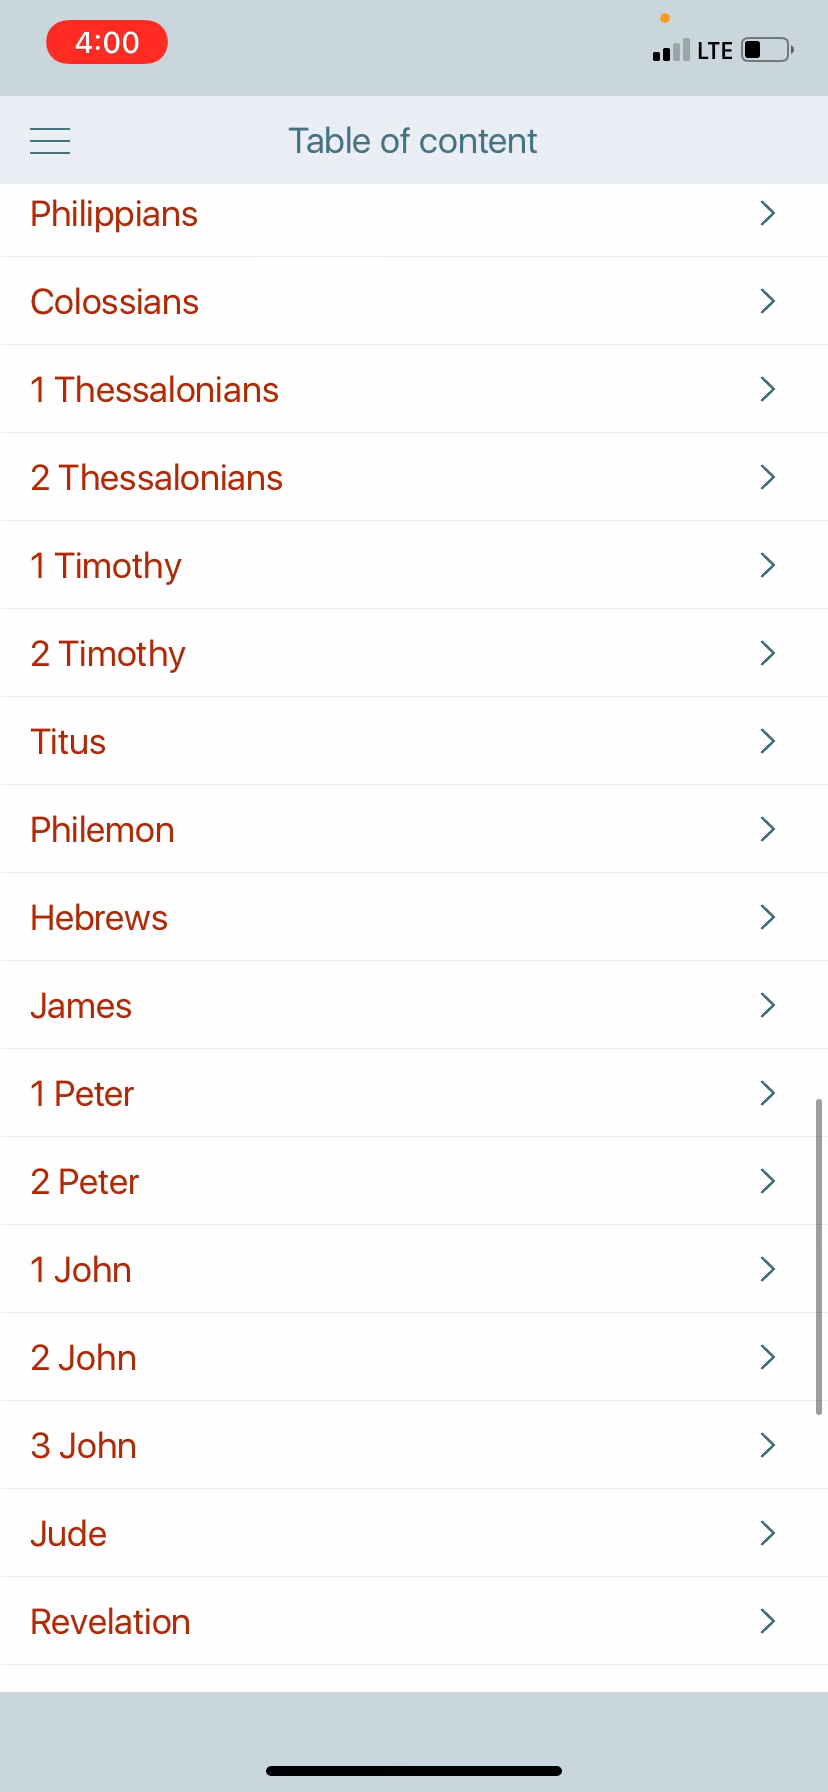 4:00
LTE
Table of content
Philippians
Colossians
1 Thessalonians
2 Thessalonians
1 Timothy
2 Timothy
Titus
Philemon
Hebrews
James
1 Peter
2 Peter
1 John
2 John
3 John
Jude
Revelation